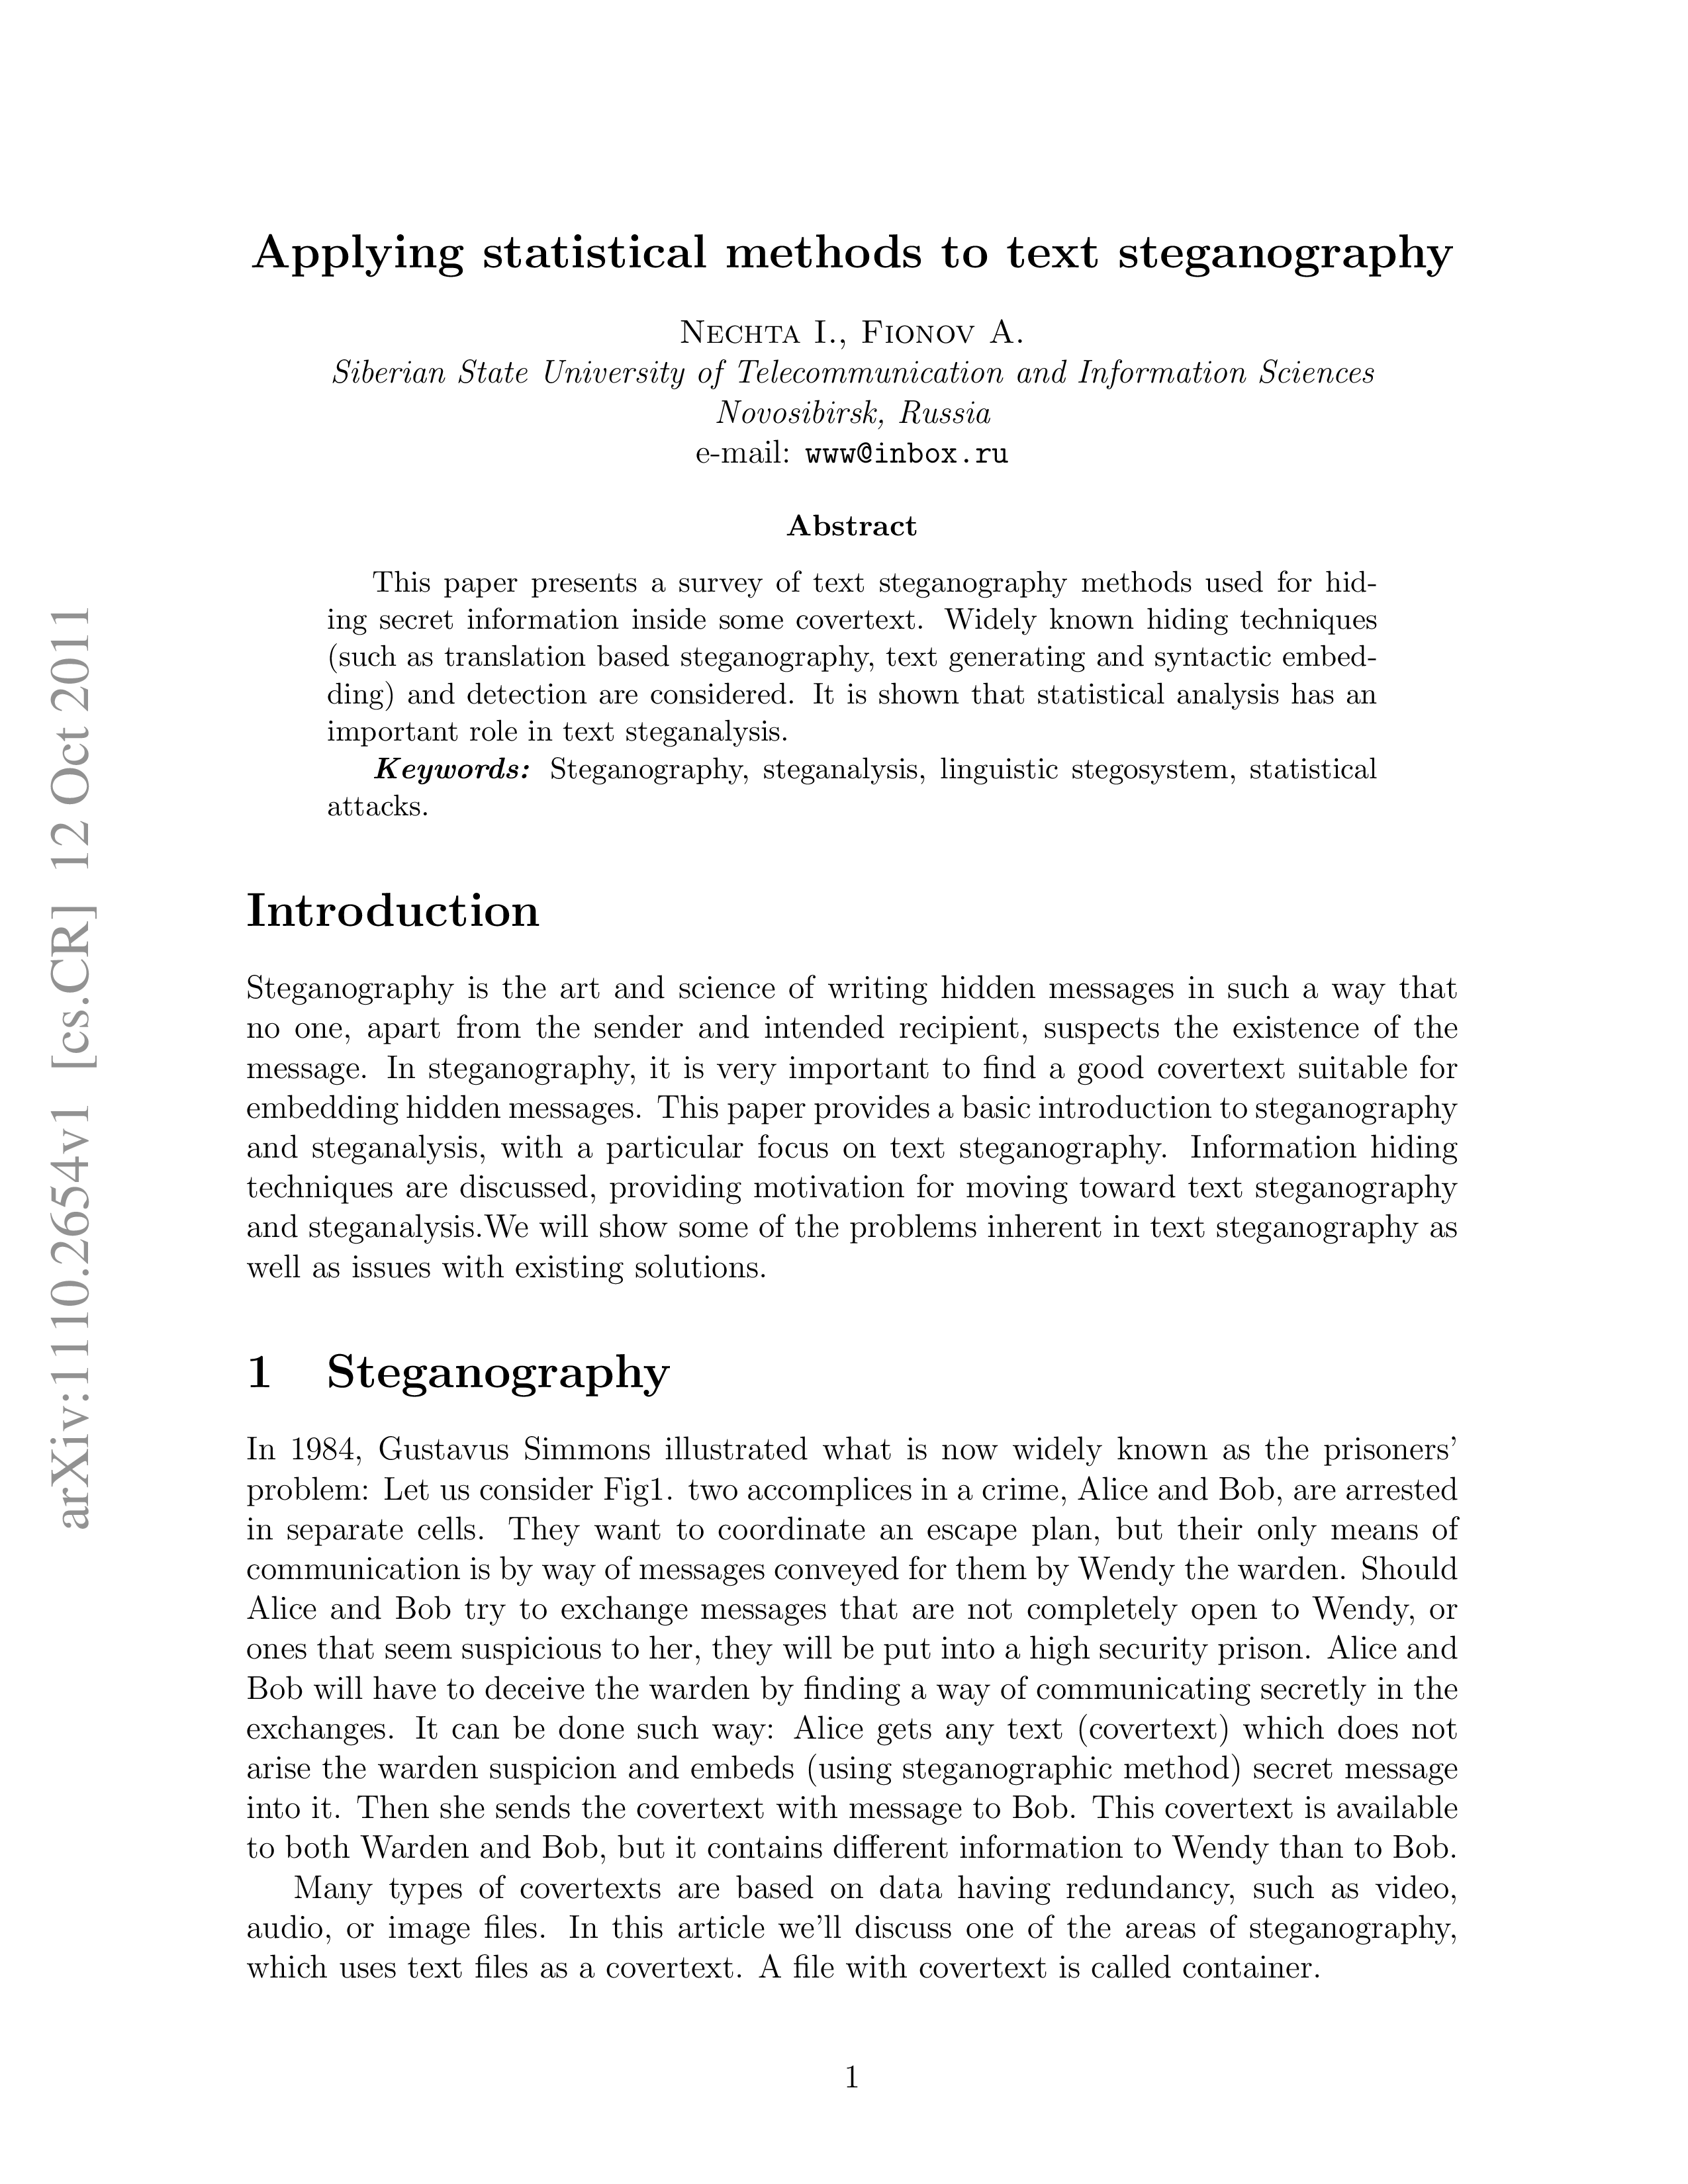 Applying statistical methods to text steganography
Nechta I., Fionov A.
Siberian State University of Telecommunication and Information Sciences
Novosibirsk, Russia
e-mail: www@inbox.ru
Abstract
This paper presents a survey of text steganography methods used for hid-
ing secret information inside some covertext. Widely known hiding techniques
(such as translation based steganography, text generating and syntactic embed-
ding) and detection are considered. It is shown that statistical analysis has an
important role in text steganalysis.
Keywords: Steganography, steganalysis, linguistic stegosystem, statistical
attacks.
Introduction
Steganography is the art and science of writing hidden messages in such a way that
no one, apart from the sender and intended recipient, suspects the existence of the
message. In steganography, it is very important to find a good covertext suitable for
embedding hidden messages. This paper provides a basic introduction to steganography
and steganalysis, with a particular focus on text steganography. Information hiding
techniques are discussed, providing motivation for moving toward text steganography
and steganalysis.We will show some of the problems inherent in text steganography as
well as issues with existing solutions.
1 Steganography
In 1984, Gustavus Simmons illustrated what is now widely known as the prisoners'
problem: Let us consider Fig1. two accomplices in a crime, Alice and Bob, are arrested
in separate cells. They want to coordinate an escape plan, but their only means of
communication is by way of messages conveyed for them by Wendy the warden. Should
Alice and Bob try to exchange messages that are not completely open to Wendy, or
ones that seem suspicious to her, they will be put into a high security prison. Alice and
Bob will have to deceive the warden by finding a way of communicating secretly in the
exchanges. It can be done such way: Alice gets any text (covertext) which does not
arise the warden suspicion and embeds (using steganographic method) secret message
into it. Then she sends the covertext with message to Bob. This covertext is available
to both Warden and Bob, but it contains different information to Wendy than to Bob.
Many types of covertexts are based on data having redundancy, such as video,
audio, or image files. In this article we'll discuss one of the areas of steganography,
which uses text files as a covertext. A file with covertext is called container.
1
arXiv:1110.2654v1 [cs.CR] 12 Oct 2011